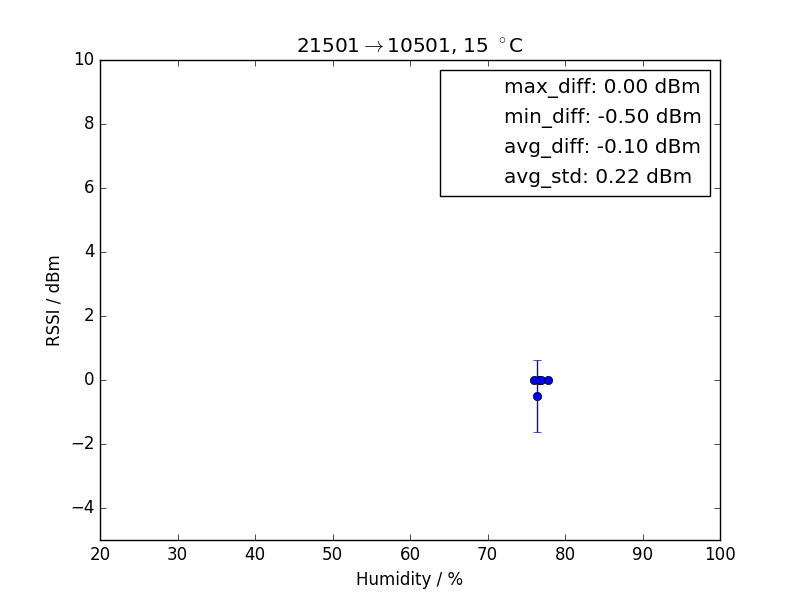 21501→10501, 15 °C
max_diff: 0.00 dBm
min_diff: -0.50 dBm
avg_diff: -0.10 dBm
avg_std: 0.22 dBm
10
8
6
4
2
0
−2
−4
RSSI / dBm
20 30 40 50 60 70 80 90 100
Humidity / %